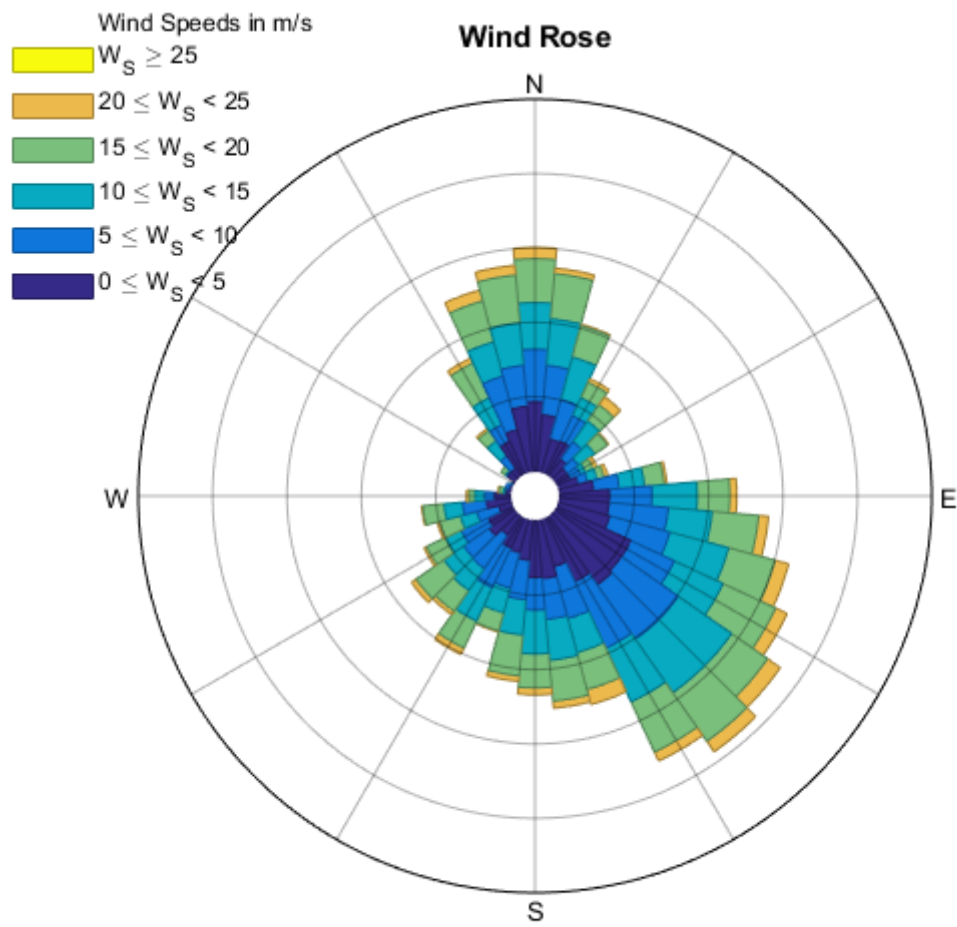 Wind Speeds in m/s
W_S ≥ 25
20 ≤ W_S < 25
15 ≤ W_S < 20
10 ≤ W_S < 15
5 ≤ W_S < 10
0 ≤ W_S < 5
Wind Rose
N
W
E
S